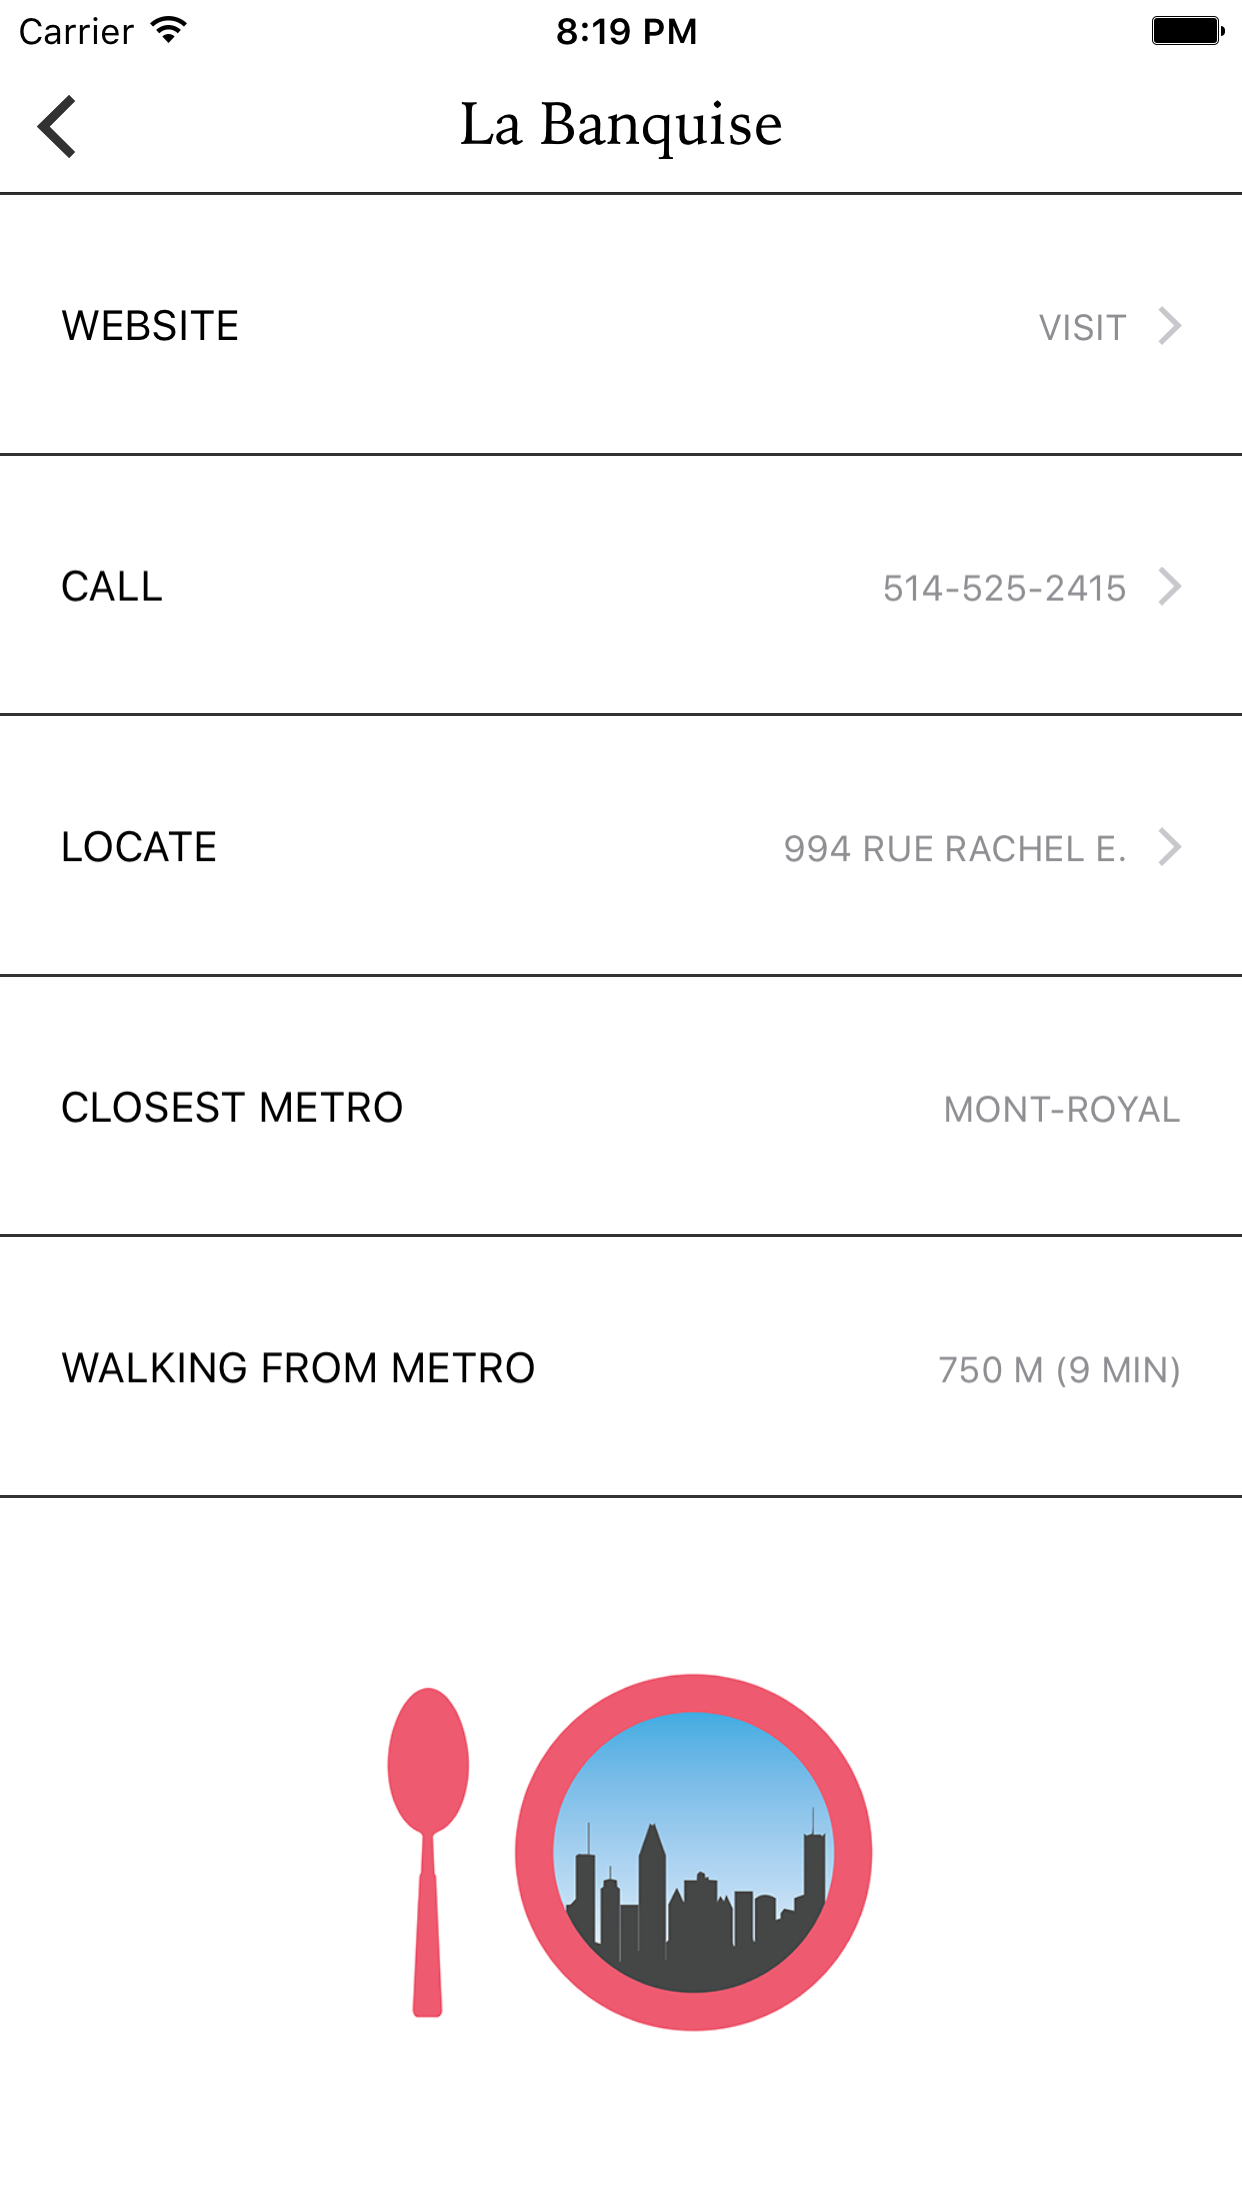 Carrier 8:19 PM
La Banquise
WEBSITE VISIT
CALL 514-525-2415
LOCATE 994 RUE RACHEL E.
CLOSEST METRO MONT-ROYAL
WALKING FROM METRO 750 M (9 MIN)